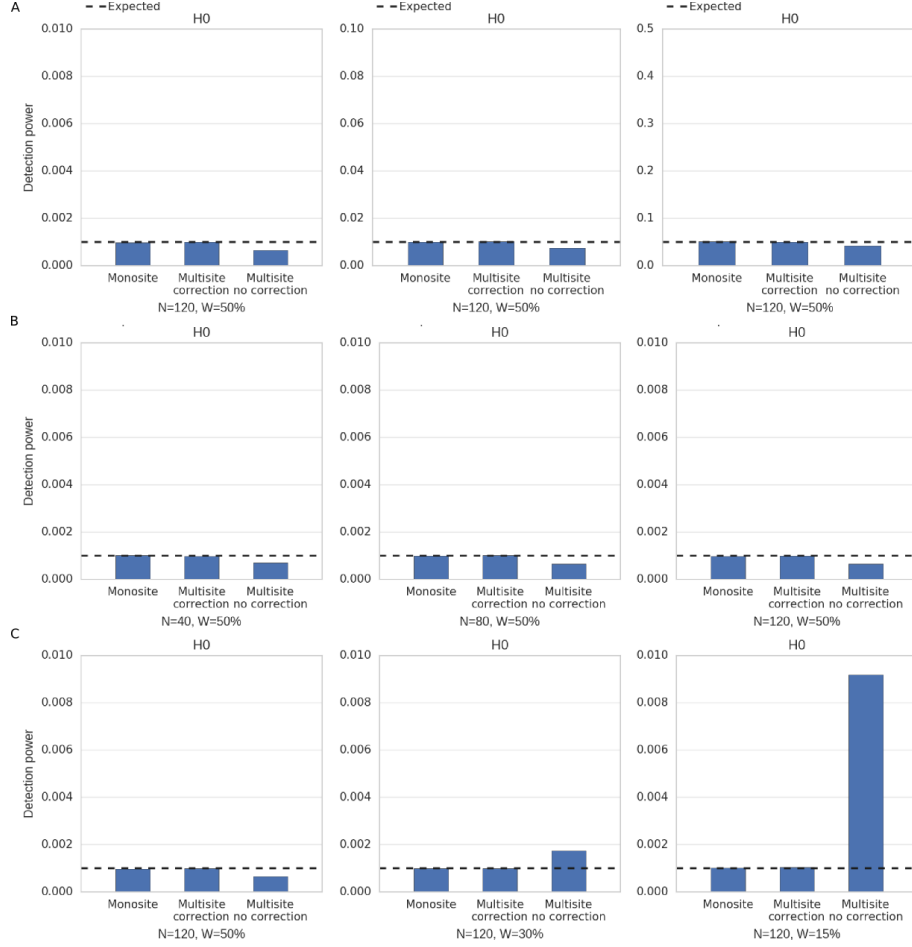 A
Expected Expected Expected
H0 H0 H0
0.010 0.10 0.5
0.008 0.08 0.4
0.006 0.06 0.3
0.004 0.04 0.2
0.002 0.02 0.1
0.000 0.00 0.0
Detection power
Monosite Multisite Multisite Monosite Multisite Multisite Monosite Multisite Multisite
correction no correction correction no correction correction no correction
N=120, W=50% N=120, W=50% N=120, W=50%
B
H0 H0 H0
0.010 0.010 0.010
0.008 0.008 0.008
0.006 0.006 0.006
0.004 0.004 0.004
0.002 0.002 0.002
0.000 0.000 0.000
Detection power
Monosite Multisite Multisite Monosite Multisite Multisite Monosite Multisite Multisite
correction no correction correction no correction correction no correction
N=40, W=50% N=80, W=50% N=120, W=50%
C
H0 H0 H0
0.010 0.010 0.010
0.008 0.008 0.008
0.006 0.006 0.006
0.004 0.004 0.004
0.002 0.002 0.002
0.000 0.000 0.000
Detection power
Monosite Multisite Multisite Monosite Multisite Multisite Monosite Multisite Multisite
correction no correction correction no correction correction no correction
N=120, W=50% N=120, W=30% N=120, W=15%